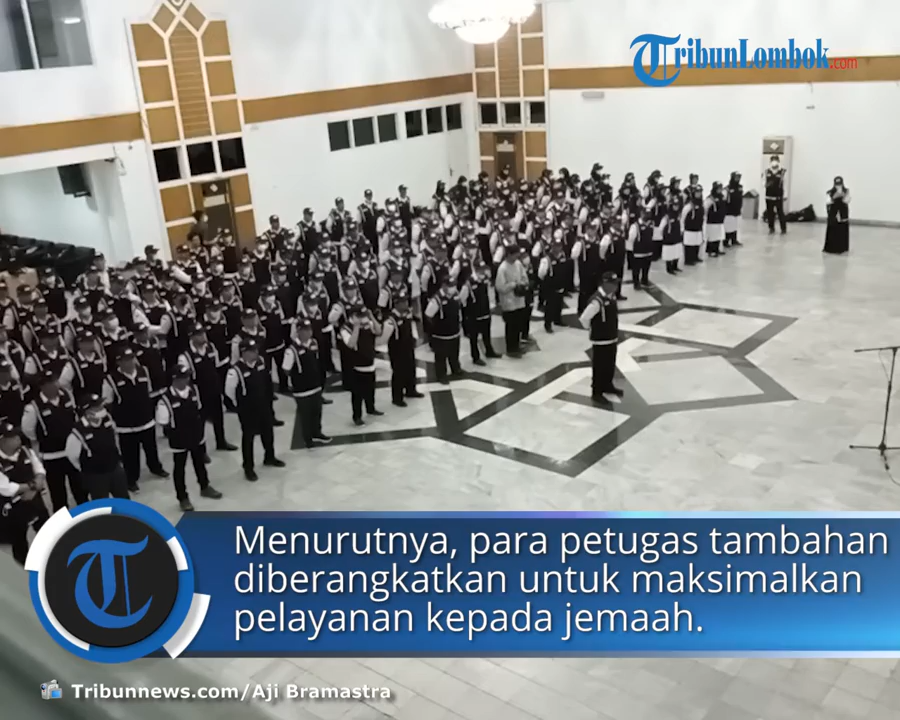 TribunLombok.com
Menurutnya, para petugas tambahan
diberangkatkan untuk maksimalkan
pelayanan kepada jemaah.
Tribunnews.com/Aji Bramastra